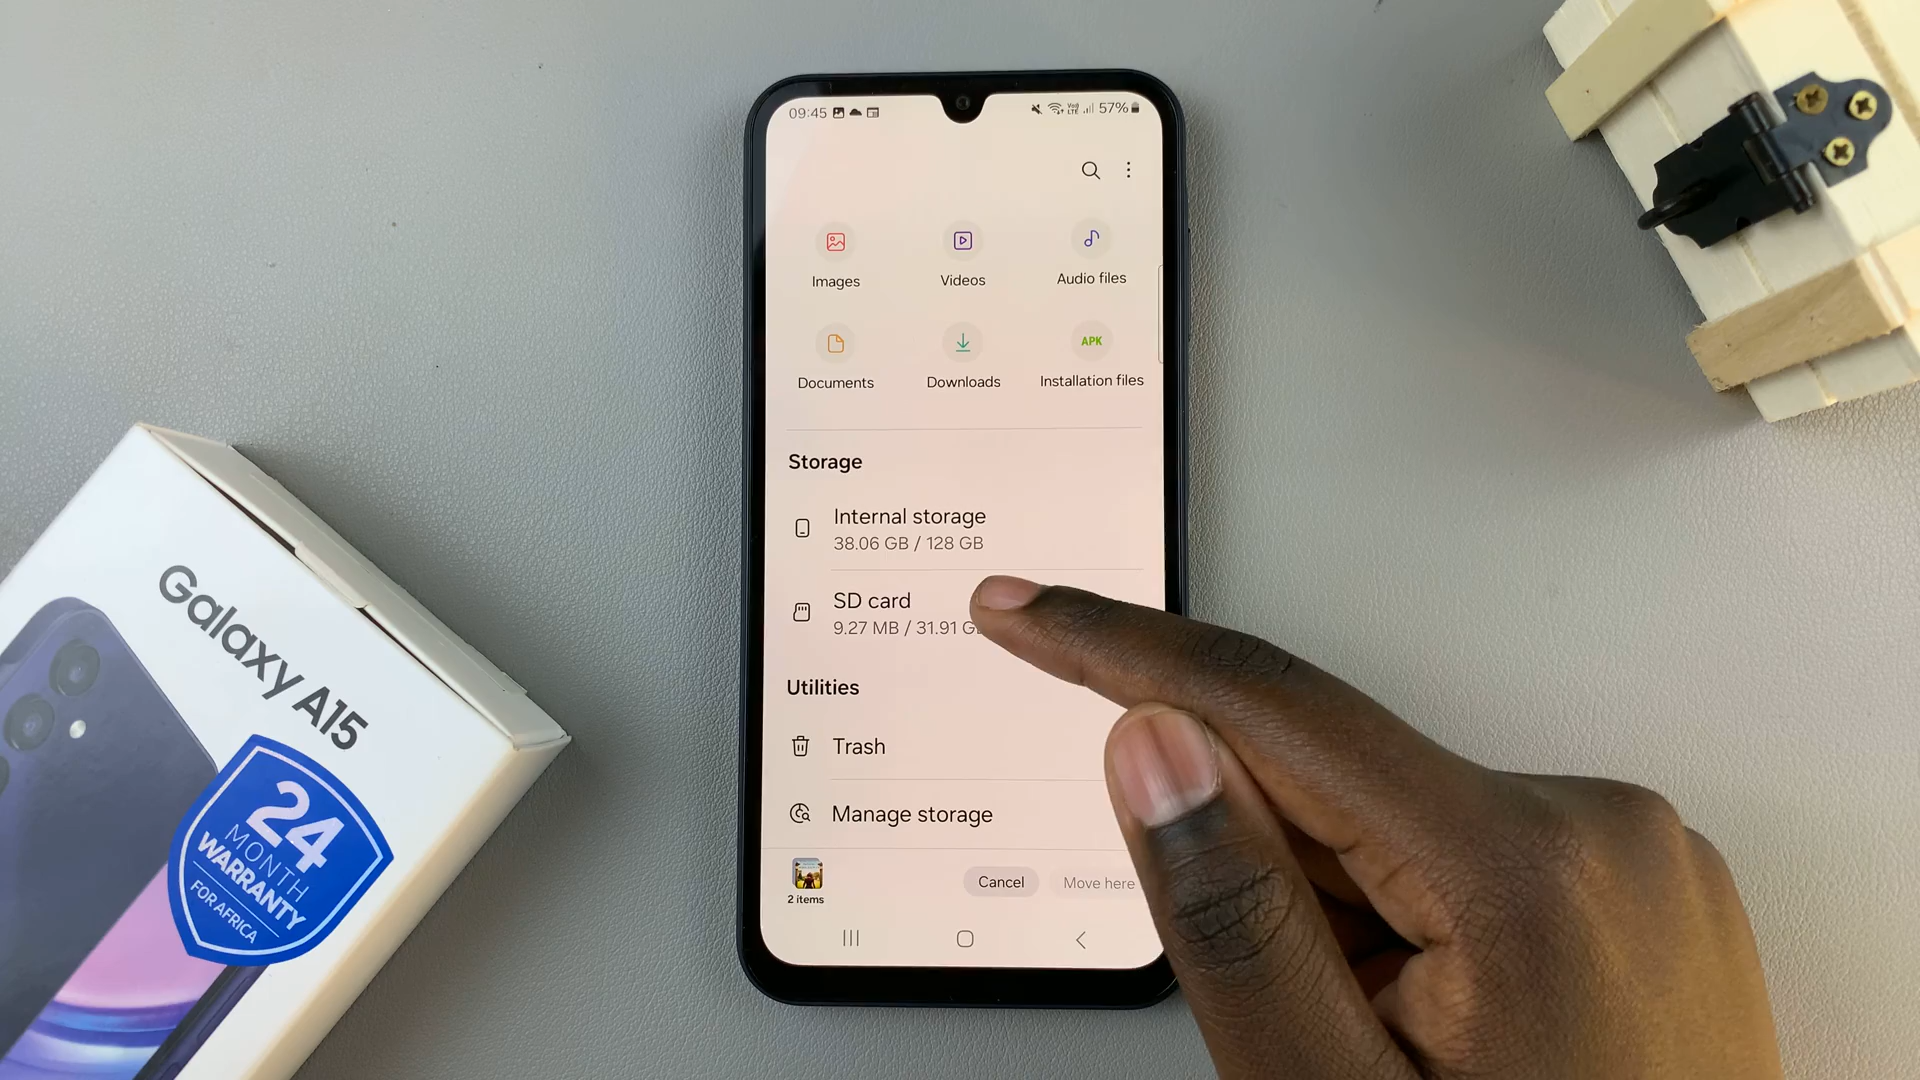 09:45
Vo)
LTE
57%
Images
Videos
Audio files
APK
Documents
Downloads
Installation files
Storage
Internal storage
38.06 GB / 128 GB
SD card
9.27 MB / 31.91
Utilities
Trash
Manage storage
2 items
Cancel
Move here
Galaxy A15
24
MONTH
WARRANTY
FOR AFRICA